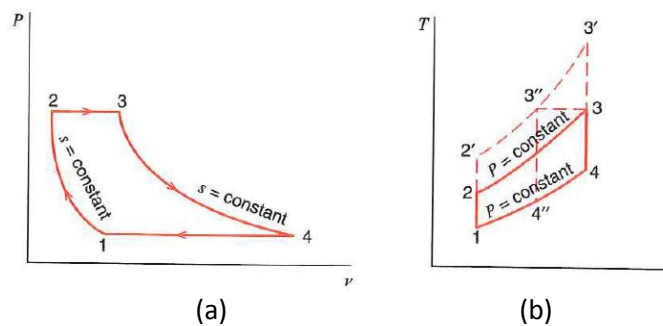 P
2
3
s = constant
s = constant
1
4
ν
(a)
T
3'
3''
3
2'
P = constant
2
P = constant
4
4''
1
(b)